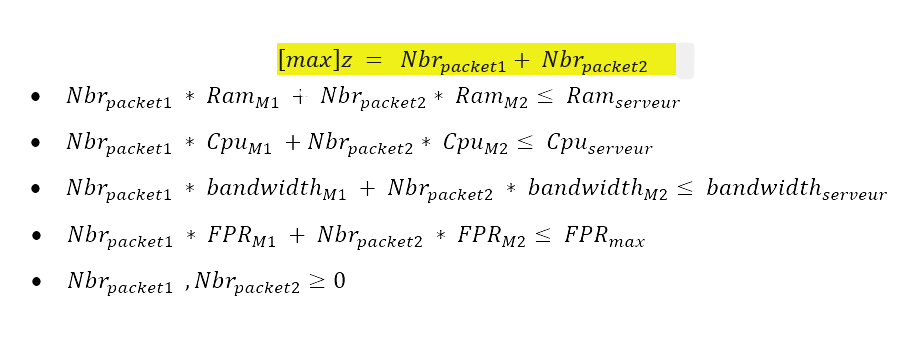 [max]z = Nbr_packet1 + Nbr_packet2
• Nbr_packet1 * Ram_M1 + Nbr_packet2 * Ram_M2 ≤ Ram_serveur
• Nbr_packet1 * Cpu_M1 + Nbr_packet2 * Cpu_M2 ≤ Cpu_serveur
• Nbr_packet1 * bandwidth_M1 + Nbr_packet2 * bandwidth_M2 ≤ bandwidth_serveur
• Nbr_packet1 * FPR_M1 + Nbr_packet2 * FPR_M2 ≤ FPR_max
• Nbr_packet1 , Nbr_packet2 ≥ 0